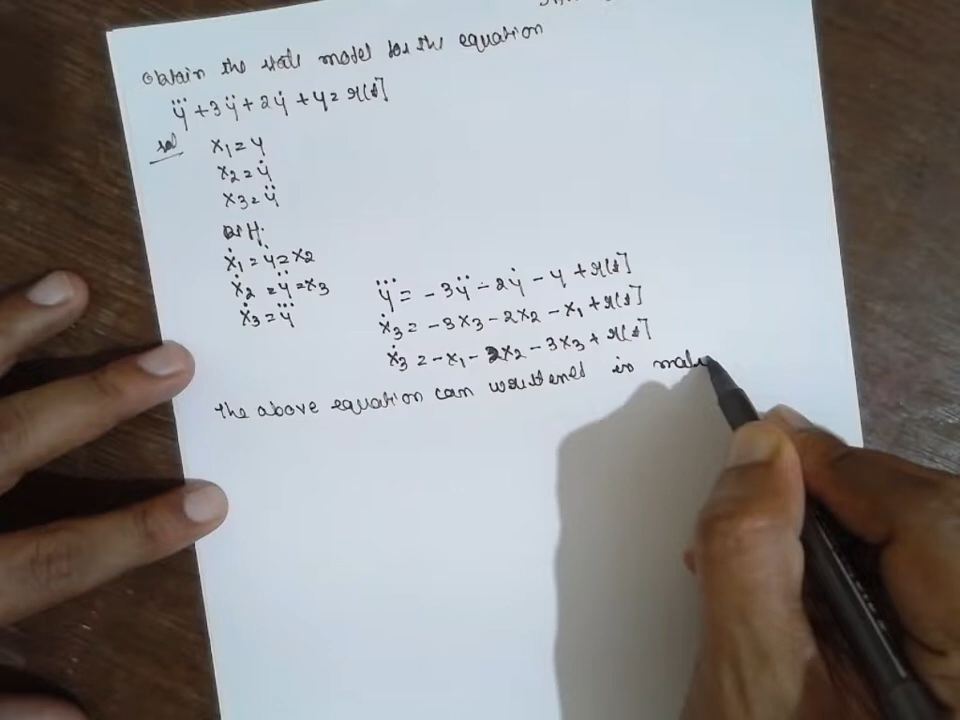 Obtain the state model for the equation
y⃛ + 3ÿ + 2ẏ + y = r(t)
sol
x₁ = y
x₂ = ẏ
x₃ = ÿ
ẋ₁ = ẏ = x₂
ẋ₂ = ÿ = x₃
ẋ₃ = y⃛
y⃛ = -3ÿ - 2ẏ - y + r(t)
ẋ₃ = -3x₃ - 2x₂ - x₁ + r(t)
ẋ₃ = -x₁ - 2x₂ - 3x₃ + r(t)
the above equation can in